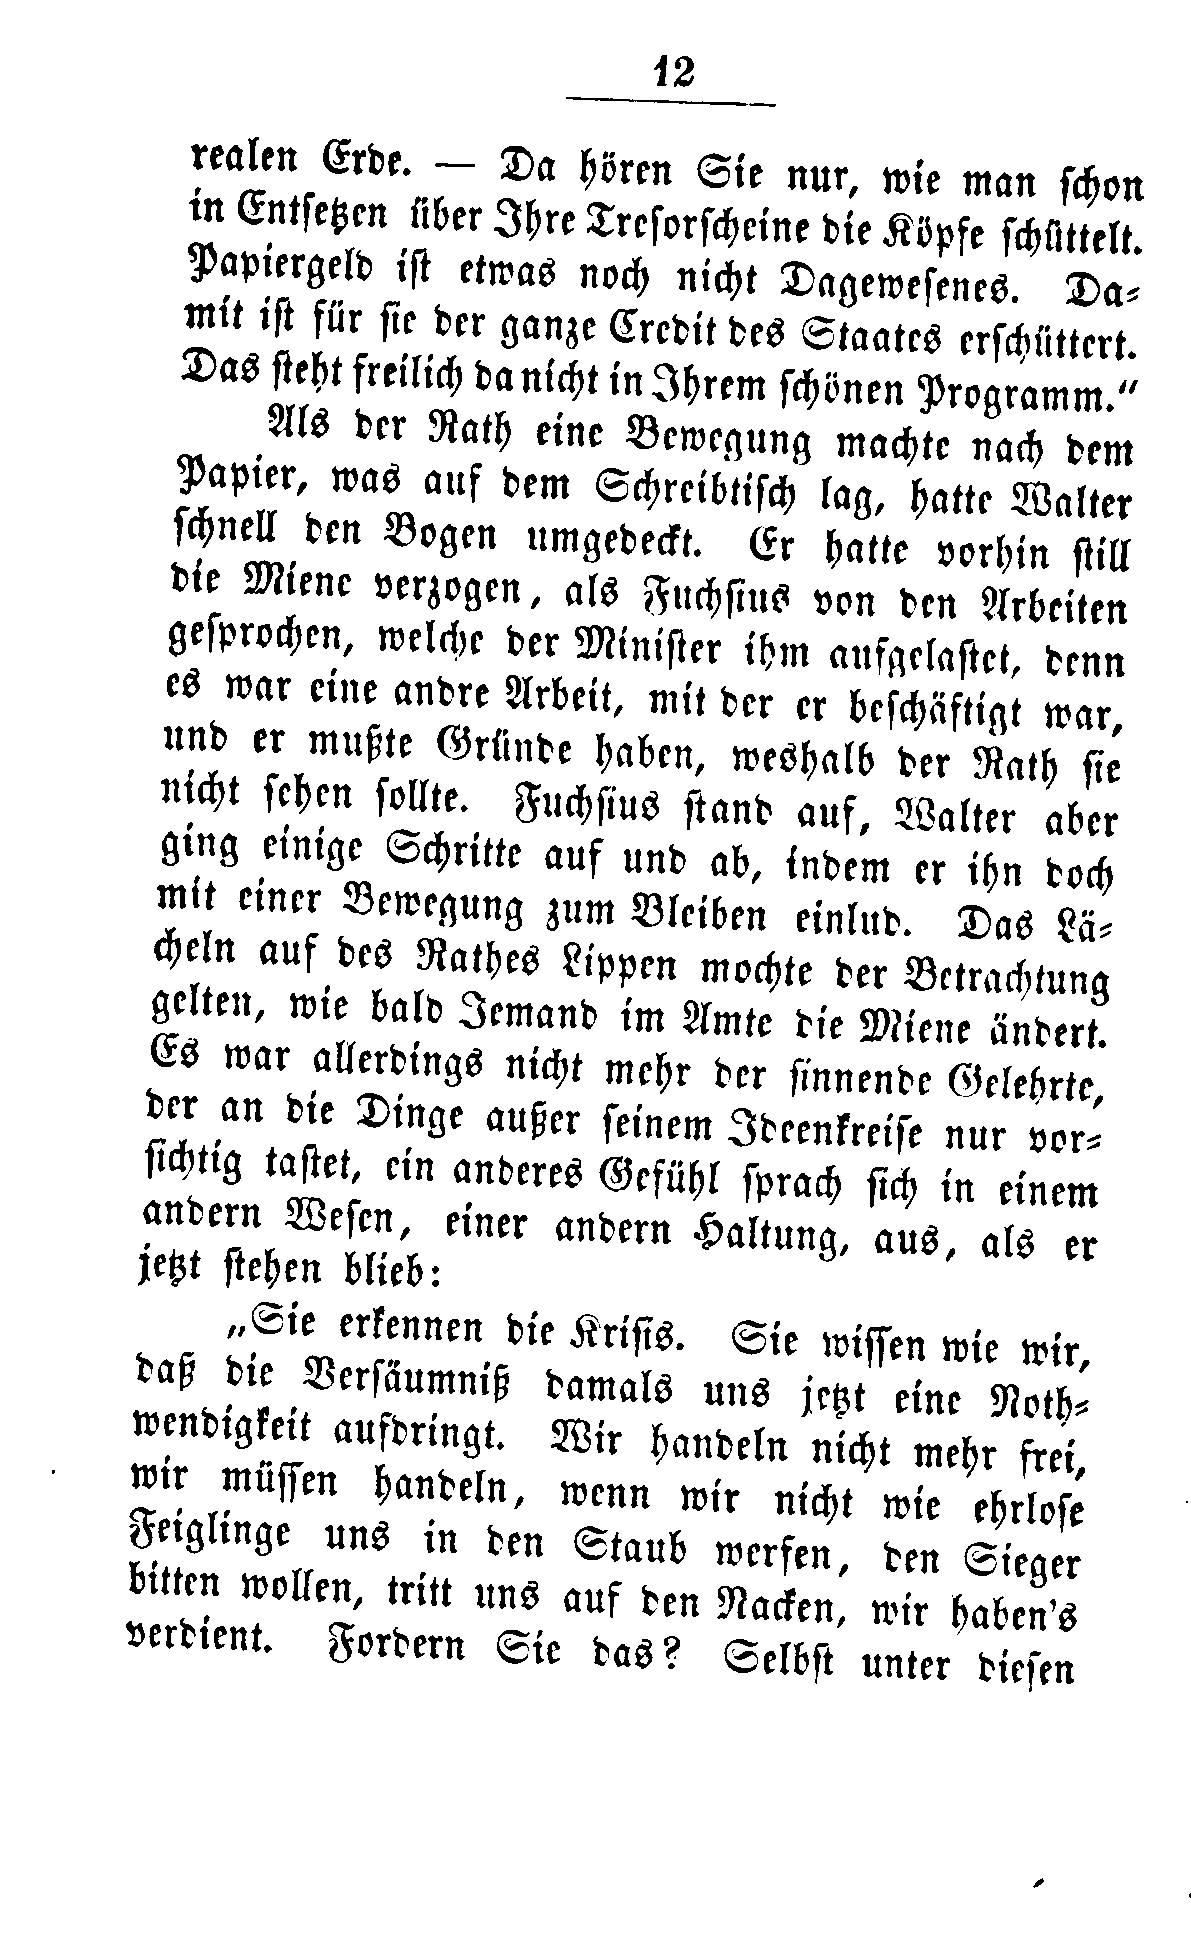 12
realen Erde. — Da hören Sie nur, wie man schon
in Entsetzen über Ihre Tresorscheine die Köpfe schüttelt.
Papiergeld ist etwas noch nicht Dagewesenes. Da-
mit ist für sie der ganze Credit des Staates erschüttert.
Das steht freilich da nicht in Ihrem schönen Programm.“
Als der Rath eine Bewegung machte nach dem
Papier, was auf dem Schreibtisch lag, hatte Walter
schnell den Bogen umgedeckt. Er hatte vorhin still
die Miene verzogen, als Fuchsius von den Arbeiten
gesprochen, welche der Minister ihm aufgelastet, denn
es war eine andre Arbeit, mit der er beschäftigt war,
und er mußte Gründe haben, weshalb der Rath sie
nicht sehen sollte. Fuchsius stand auf, Walter aber
ging einige Schritte auf und ab, indem er ihn doch
mit einer Bewegung zum Bleiben einlud. Das Lä-
cheln auf des Rathes Lippen mochte der Betrachtung
gelten, wie bald Jemand im Amte die Miene ändert.
Es war allerdings nicht mehr der sinnende Gelehrte,
der an die Dinge außer seinem Ideenkreise nur vor-
sichtig tastet, ein anderes Gefühl sprach sich in einem
andern Wesen, einer andern Haltung, aus, als er
jetzt stehen blieb:
„Sie erkennen die Krisis. Sie wissen wie wir,
daß die Versäumniß damals uns jetzt eine Noth-
wendigkeit aufdringt. Wir handeln nicht mehr frei,
wir müssen handeln, wenn wir nicht wie ehrlose
Feiglinge uns in den Staub werfen, den Sieger
bitten wollen, tritt uns auf den Nacken, wir haben's
verdient. Fordern Sie das? Selbst unter diesen